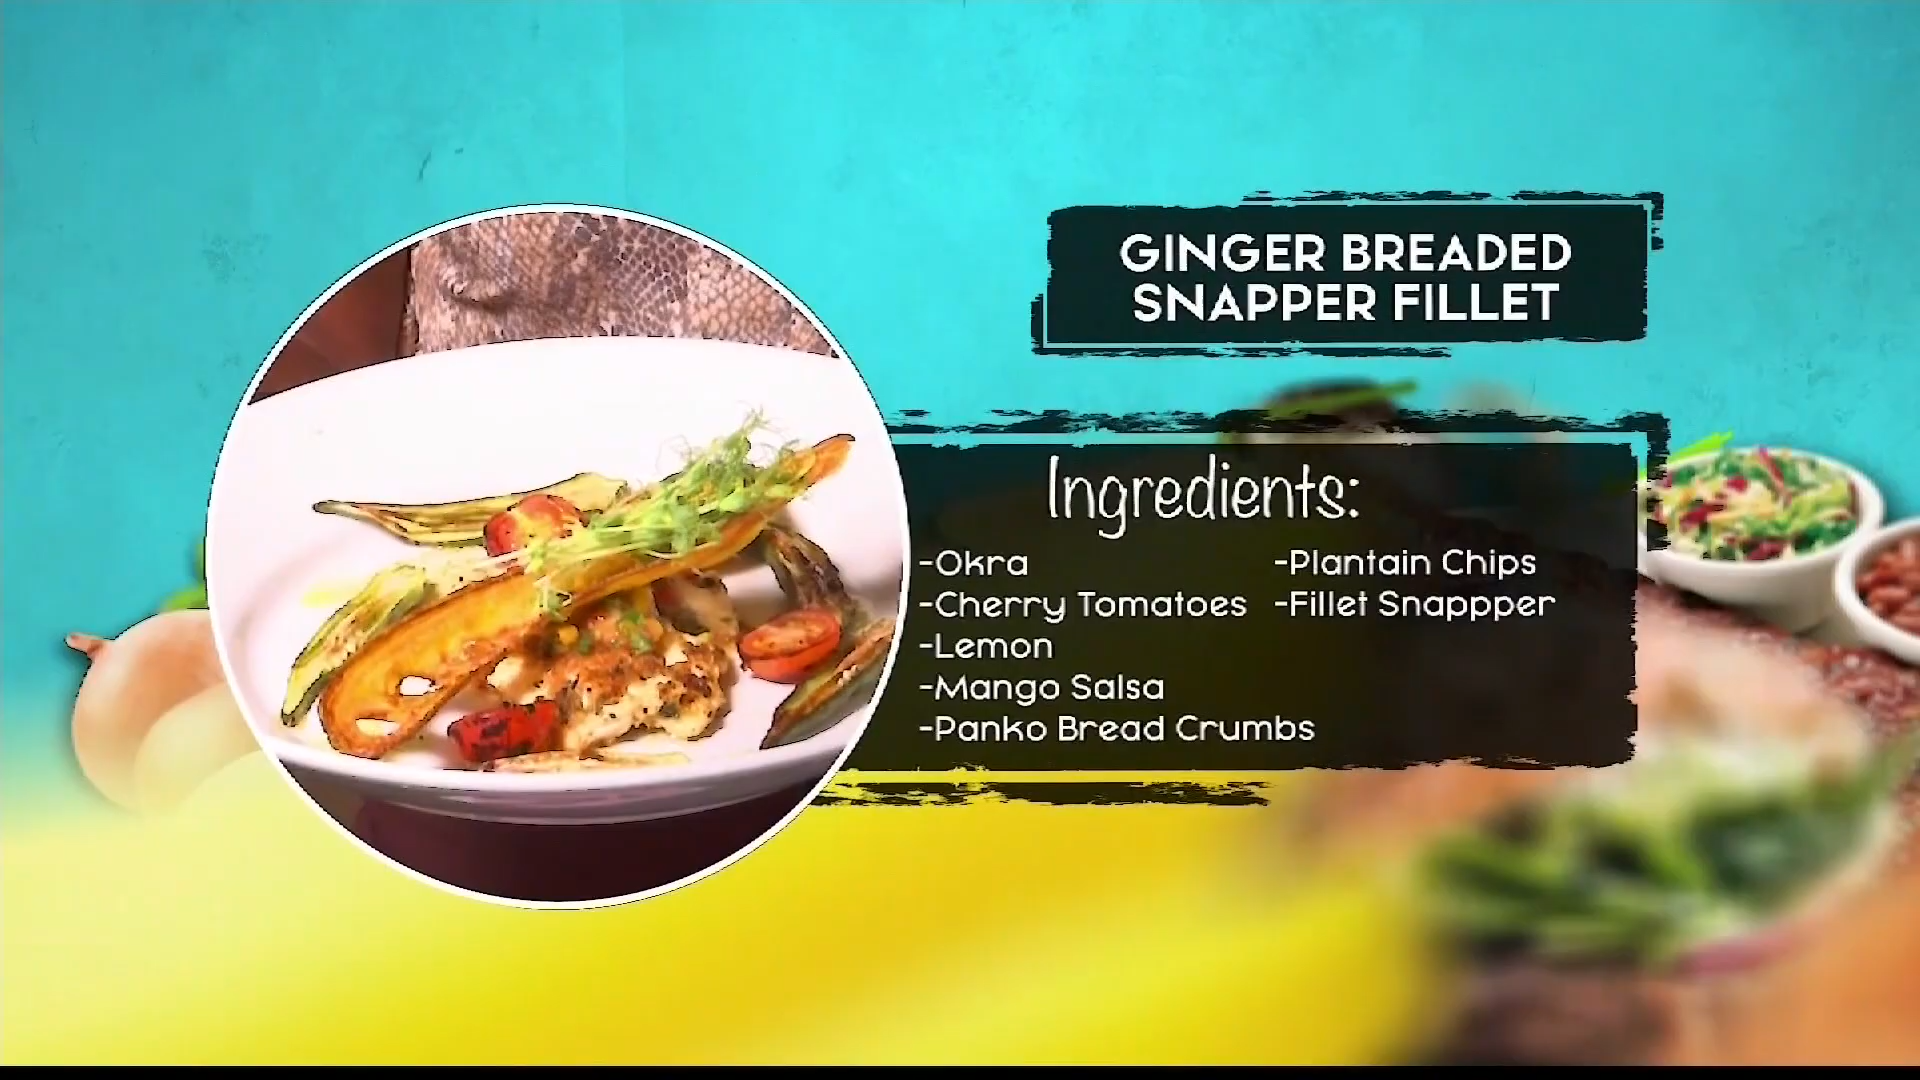 GINGER BREADED
SNAPPER FILLET
Ingredients:
-Okra
-Cherry Tomatoes
-Lemon
-Mango Salsa
-Panko Bread Crumbs
-Plantain Chips
-Fillet Snappper